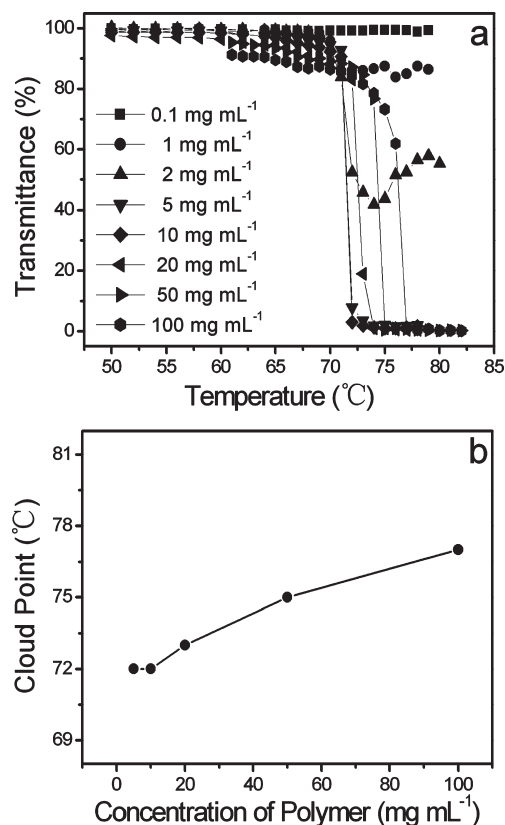 a
100
80
60
40
20
0
Transmittance (%)
0.1 mg mL⁻¹
1 mg mL⁻¹
2 mg mL⁻¹
5 mg mL⁻¹
10 mg mL⁻¹
20 mg mL⁻¹
50 mg mL⁻¹
100 mg mL⁻¹
50 55 60 65 70 75 80 85
Temperature (℃)
b
81
78
75
72
69
Cloud Point (℃)
0 20 40 60 80 100
Concentration of Polymer (mg mL⁻¹)